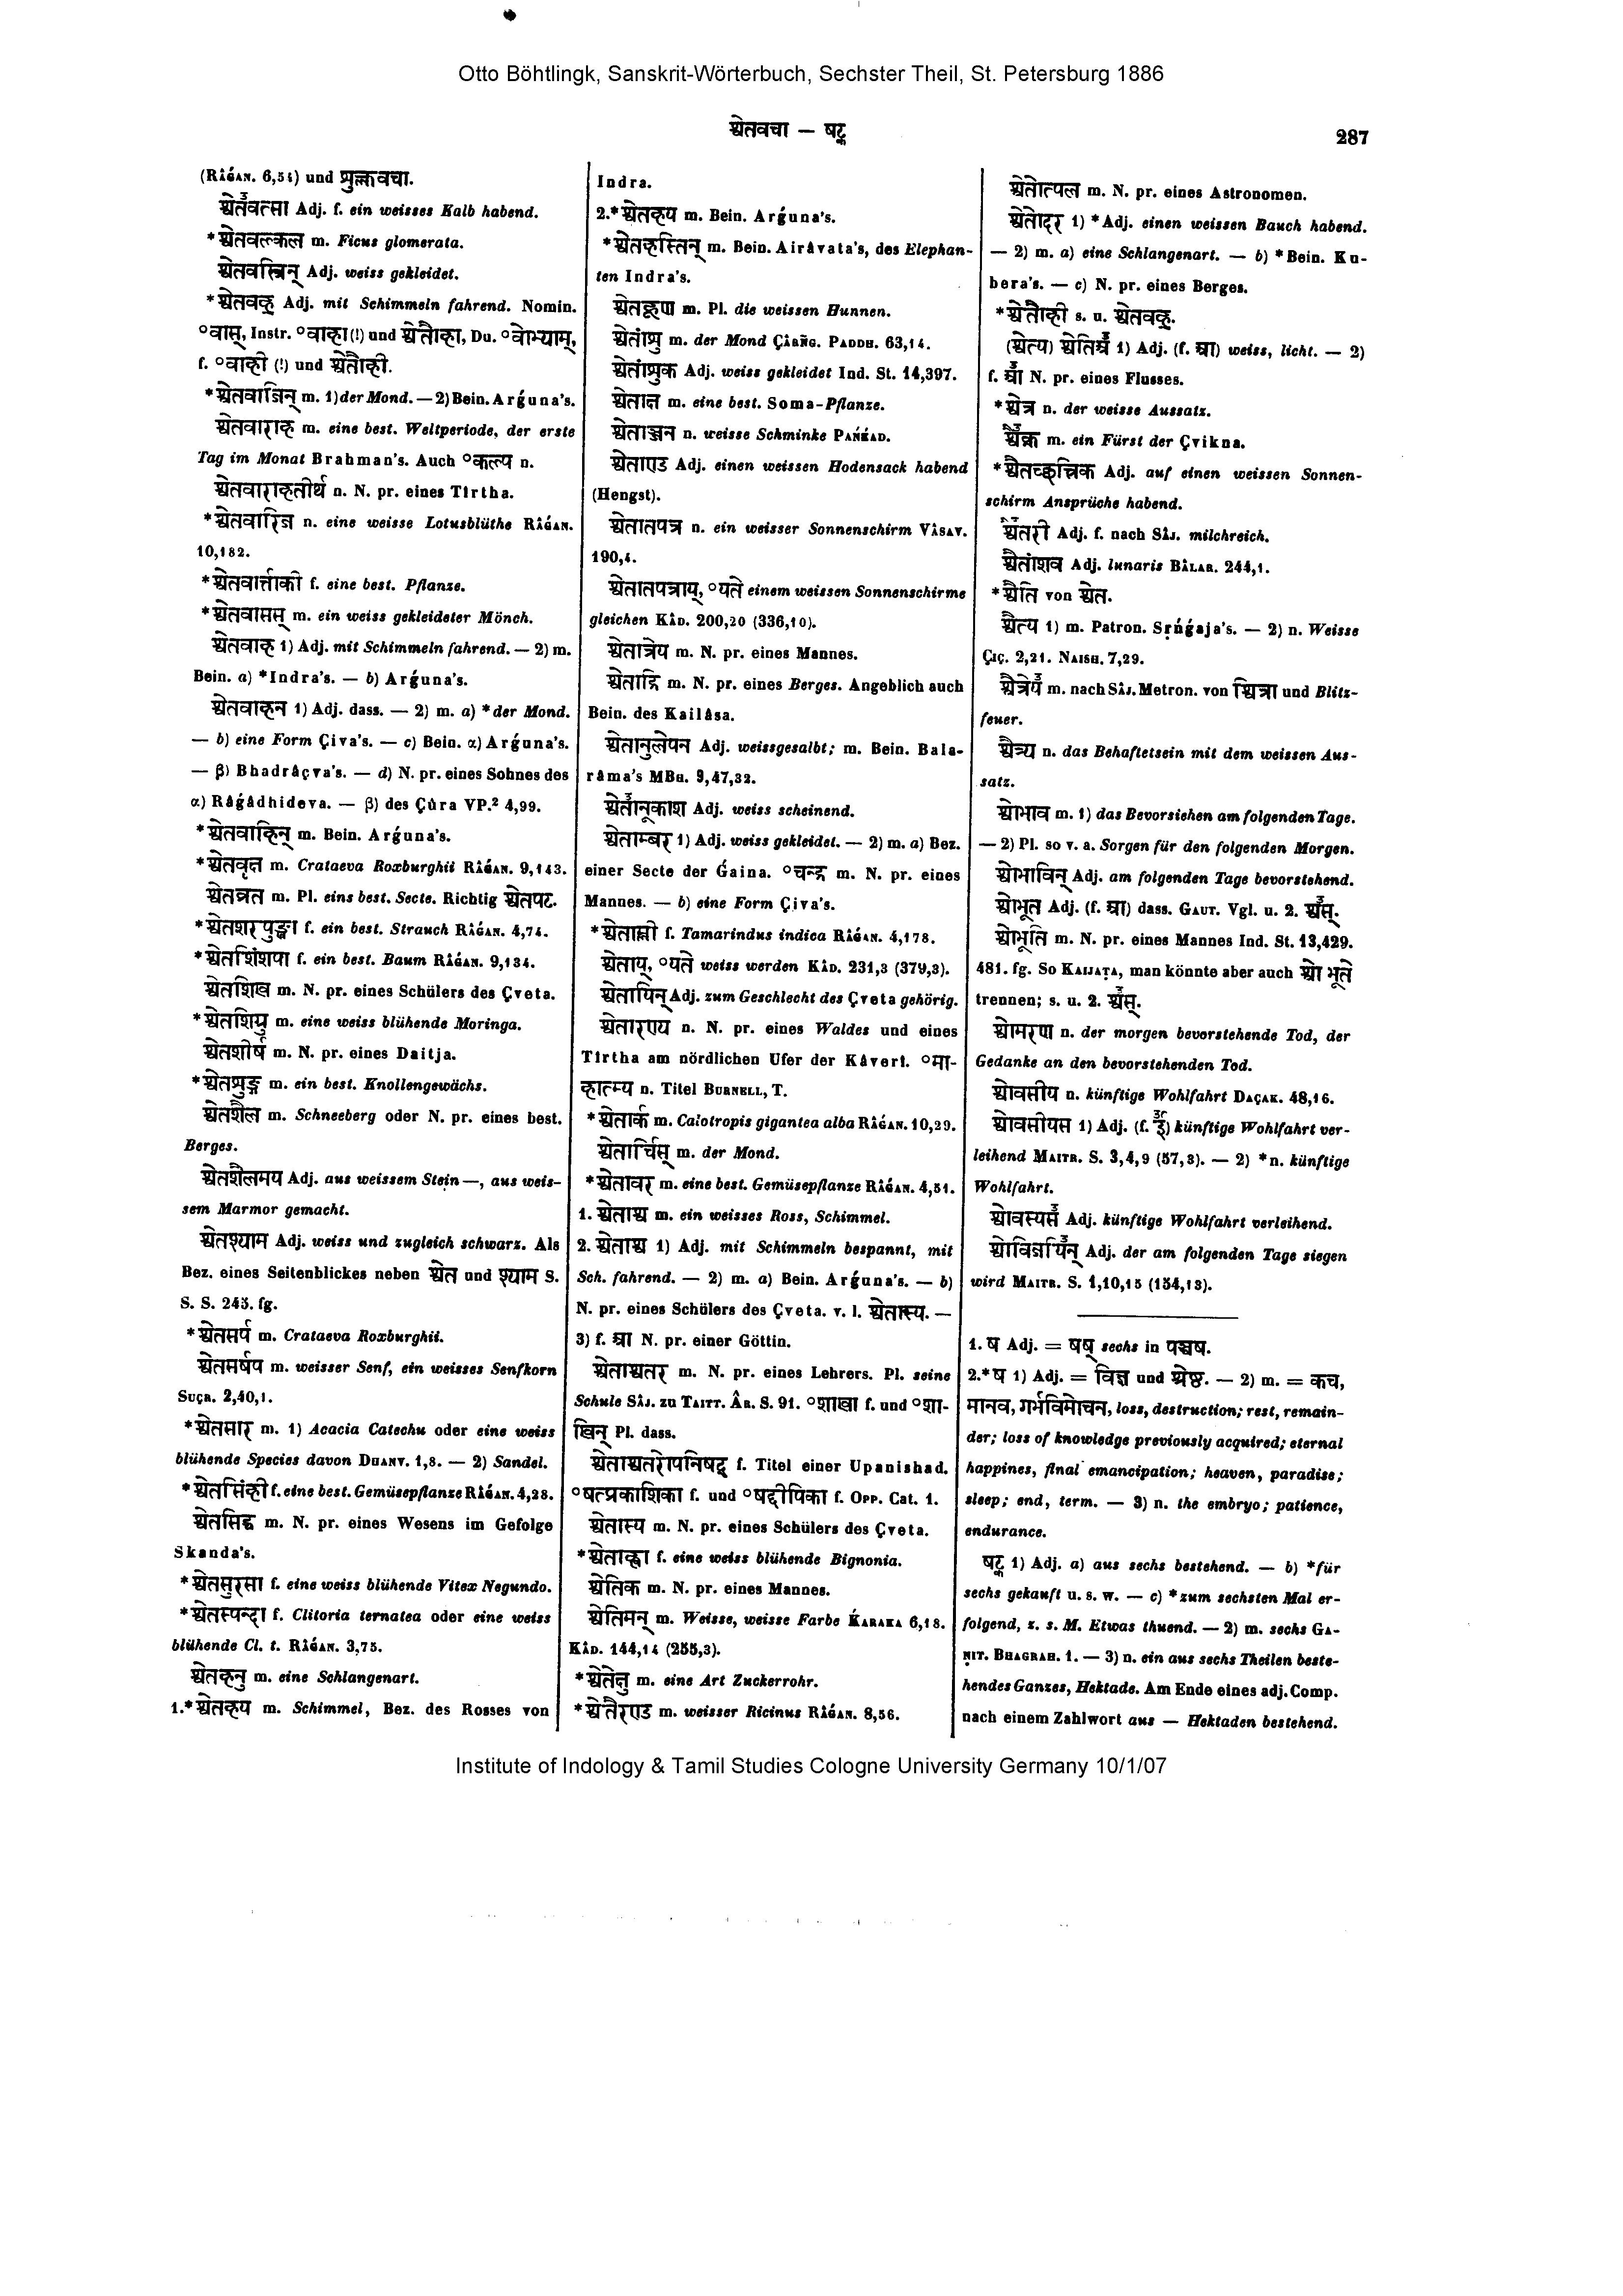 Otto Böhtlingk, Sanskrit-Wörterbuch, Sechster Theil, St. Petersburg 1886
श्वेतवचा — षट्क
287
(Râǵan. 6,54) und शुक्लवचा.
श्वेतवत्सा Adj. f. ein weisses Kalb habend.
*श्वेतवल्कल m. Ficus glomerata.
श्वेतवस्त्रिन् Adj. weiss gekleidet.
*श्वेतवह् Adj. mit Schimmeln fahrend. Nomin.
°वास्, Instr. °वाहा (!) und श्वेतौहा, Du. °वोभ्याम्,
f. °वाही (!) und श्वेतौही.
*श्वेतवाजिन् m. 1) der Mond. — 2) Bein. Arǵuna's.
श्वेतवाराह m. eine best. Weltperiode, der erste
Tag im Monat Brahman's. Auch °कल्प n.
श्वेतवाराहतीर्थ n. N. pr. eines Tîrtha.
*श्वेतवारिज n. eine weisse Lotusblüthe Râǵan.
10,182.
*श्वेतवार्त्ताकी f. eine best. Pflanze.
*श्वेतवासस् m. ein weiss gekleideter Mönch.
श्वेतवाह् 1) Adj. mit Schimmeln fahrend. — 2) m.
Bein. a) *Indra's. — b) Arǵuna's.
श्वेतवाहन 1) Adj. dass. — 2) m. a) *der Mond.
— b) eine Form Çiva's. — c) Bein. α) Arǵuna's.
— β) Bhadrâçva's. — d) N. pr. eines Sohnes des
α) Râǵâdhideva. — β) des Çûra VP.² 4,99.
*श्वेतवाहिन् m. Bein. Arǵuna's.
*श्वेतवृक्ष m. Crataeva Roxburghii Râǵan. 9,143.
श्वेतव्रत m. Pl. eins best. Secte. Richtig श्वेतपट.
*श्वेतशरपुङ्खा f. ein best. Strauch Râǵan. 4,74.
*श्वेतशिंशपा f. ein best. Baum Râǵan. 9,134.
श्वेतशिख m. N. pr. eines Schülers des Çveta.
*श्वेतशिग्रु m. eine weiss blühende Moringa.
श्वेतशीर्ष m. N. pr. eines Daitja.
*श्वेतशुङ्ग m. ein best. Knollengewächs.
श्वेतशैल m. Schneeberg oder N. pr. eines best.
Berges.
श्वेतशैलमय Adj. aus weissem Stein —, aus weis-
sem Marmor gemacht.
श्वेतश्याम Adj. weiss und zugleich schwarz. Als
Bez. eines Seitenblickes neben श्वेत und श्याम S.
S. S. 245. fg.
*श्वेतसर्प m. Crataeva Roxburghii.
श्वेतसर्षप m. weisser Senf, ein weisses Senfkorn
Suçr. 2,40,1.
*श्वेतसार m. 1) Acacia Catechu oder eine weiss
blühende Species davon Dhanv. 1,8. — 2) Sandel.
*श्वेतसिंही f. eine best. Gemüsepflanze Râǵan. 4,28.
श्वेतसिद्ध m. N. pr. eines Wesens im Gefolge
Skanda's.
*श्वेतसुरसा f. eine weiss blühende Vitex Negundo.
*श्वेतस्पन्दा f. Clitoria ternatea oder eine weiss
blühende Cl. t. Râǵan. 3,75.
श्वेतहनु m. eine Schlangenart.
1.*श्वेतहय m. Schimmel, Bez. des Rosses von
Indra.
2.*श्वेतहय m. Bein. Arǵuna's.
*श्वेतहस्तिन् m. Bein. Airâvata's, des Elephan-
ten Indra's.
श्वेतहूण m. Pl. die weissen Hunnen.
श्वेतांशु m. der Mond Çârñg. Paddh. 63,14.
श्वेतांशुक Adj. weiss gekleidet Ind. St. 14,397.
श्वेताक्ष m. eine best. Soma-Pflanze.
श्वेताञ्जन n. weisse Schminke Pańḱad.
श्वेताण्ड Adj. einen weissen Hodensack habend
(Hengst).
श्वेतातपत्र n. ein weisser Sonnenschirm Vâsav.
190,4.
श्वेतातपत्राय्, °यते einem weissen Sonnenschirme
gleichen Kâd. 200,20 (336,10).
श्वेतात्रेय m. N. pr. eines Mannes.
श्वेताद्रि m. N. pr. eines Berges. Angeblich auch
Bein. des Kailâsa.
श्वेतानुलेपन Adj. weissgesalbt; m. Bein. Bala-
râma's MBh. 9,47,32.
श्वेतानूकाश Adj. weiss scheinend.
श्वेताम्बर 1) Adj. weiss gekleidet. — 2) m. a) Bez.
einer Secte der Ǵaina. °चन्द्र m. N. pr. eines
Mannes. — b) eine Form Çiva's.
*श्वेताम्ली f. Tamarindus indica Râǵan. 4,178.
श्वेताय्, °यते weiss werden Kâd. 231,3 (379,3).
श्वेतायिन् Adj. zum Geschlecht des Çveta gehörig.
श्वेतारण्य n. N. pr. eines Waldes und eines
Tîrtha am nördlichen Ufer der Kâverî. °मा-
हात्म्य n. Titel Burnell, T.
*श्वेतार्क m. Calotropis gigantea alba Râǵan. 10,29.
श्वेतार्चिस् m. der Mond.
*श्वेतावर m. eine best. Gemüsepflanze Râǵan. 4,51.
1. श्वेताश्व m. ein weisses Ross, Schimmel.
2. श्वेताश्व 1) Adj. mit Schimmeln bespannt, mit
Sch. fahrend. — 2) m. a) Bein. Arǵuna's. — b)
N. pr. eines Schülers des Çveta. v. l. श्वेतास्य. —
3) f. श्वा N. pr. einer Göttin.
श्वेताश्वतर m. N. pr. eines Lehrers. Pl. seine
Schule Sâj. zu Taitt. Âr. S. 91. °शाखा f. und °शा-
खिन् Pl. dass.
श्वेताश्वतरोपनिषद् f. Titel einer Upanishad.
°षत्प्रकाशिका f. und °षद्दीपिका f. Opp. Cat. 1.
श्वेतास्य m. N. pr. eines Schülers des Çveta.
*श्वेताह्वा f. eine weiss blühende Bignonia.
श्वेतिक m. N. pr. eines Mannes.
श्वेतिमन् m. Weisse, weisse Farbe Ḱaraka 6,18.
Kâd. 144,14 (255,3).
*श्वेतेक्षु m. eine Art Zuckerrohr.
*श्वेतैरण्ड m. weisser Ricinus Râǵan. 8,56.
श्वेतोत्पल m. N. pr. eines Astronomen.
श्वेतोदर 1) *Adj. einen weissen Bauch habend.
— 2) m. a) eine Schlangenart. — b) *Bein. Ku-
bera's. — c) N. pr. eines Berges.
*श्वेतौही s. u. श्वेतवह्.
(श्वेत्य) श्वेतिअ 1) Adj. (f. आ) weiss, licht. — 2)
f. आ N. pr. eines Flusses.
*श्वेत्र n. der weisse Aussatz.
श्वैक्न m. ein Fürst der Çvikna.
*श्वैतच्छत्त्रिक Adj. auf einen weissen Sonnen-
schirm Ansprüche habend.
श्वैतरी Adj. f. nach Sâj. milchreich.
श्वैतांशव Adj. lunaris Bâlar. 244,1.
*श्वैति von श्वेत.
श्वैत्य 1) m. Patron. Sṛńǵaja's. — 2) n. Weisse
Çiç. 2,21. Naish. 7,29.
श्वैत्रेय m. nach Sâj. Metron. von श्वित्रा und Blitz-
feuer.
श्वैत्र्य n. das Behaftetsein mit dem weissen Aus-
satz.
श्वोभाव m. 1) das Bevorstehen am folgenden Tage.
— 2) Pl. so v. a. Sorgen für den folgenden Morgen.
श्वोभाविन् Adj. am folgenden Tage bevorstehend.
श्वोभूत Adj. (f. आ) dass. Gaut. Vgl. u. 2. श्वस्.
श्वोभूति m. N. pr. eines Mannes Ind. St. 13,429.
481. fg. So Kaijaṭa, man könnte aber auch श्वो भूते
trennen; s. u. 2. श्वस्.
श्वोमरण n. der morgen bevorstehende Tod, der
Gedanke an den bevorstehenden Tod.
श्वोवसीय n. künftige Wohlfahrt Daçak. 48,16.
श्वोवसीयस 1) Adj. (f. ई) künftige Wohlfahrt ver-
leihend Maitr. S. 3,4,9 (57,3). — 2) *n. künftige
Wohlfahrt.
श्वोवस्यस Adj. künftige Wohlfahrt verleihend.
श्वोविजयिन् Adj. der am folgenden Tage siegen
wird Maitr. S. 1,10,15 (154,13).
1. ष Adj. = षष् sechs in पञ्चष.
2.*ष 1) Adj. = विज्ञ und श्रेष्ठ. — 2) m. = कच,
मानव, गर्भविमोचन, loss, destruction; rest, remain-
der; loss of knowledge previously acquired; eternal
happines, final emancipation; heaven, paradise;
sleep; end, term. — 3) n. the embryo; patience,
endurance.
षट्क 1) Adj. a) aus sechs bestehend. — b) *für
sechs gekauft u. s. w. — c) *zum sechsten Mal er-
folgend, z. s. M. Etwas thuend. — 2) m. sechs Ga-
ṇit. Bhagrah. 1. — 3) n. ein aus sechs Theilen beste-
hendes Ganzes, Hektade. Am Ende eines adj. Comp.
nach einem Zahlwort aus — Hektaden bestehend.
Institute of Indology & Tamil Studies Cologne University Germany 10/1/07